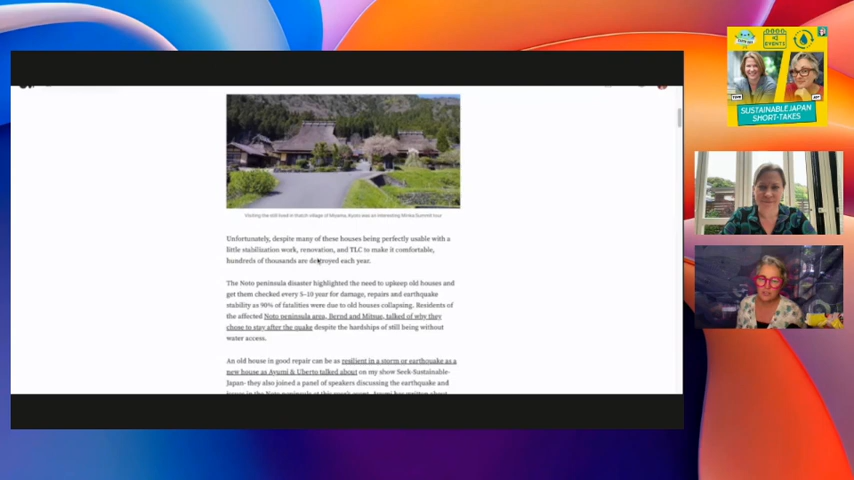 EVENTS
SUSTAINABLE JAPAN
SHORT-TAKES
Visiting the still lived in thatch village of Miyama, Kyoto was an interesting Minka Summit tour
Unfortunately, despite many of these houses being perfectly usable with a
little stabilization work, renovation, and TLC to make it comfortable,
hundreds of thousands are destroyed each year.
The Noto peninsula disaster highlighted the need to upkeep old houses and
get them checked every 5-10 year for damage, repairs and earthquake
stability as 90% of fatalities were due to old houses collapsing. Residents of
the affected Noto peninsula area, Bernd and Mitsue, talked of why they
chose to stay after the quake despite the hardships of still being without
water access.
An old house in good repair can be as resilient in a storm or earthquake as a
new house as Ayumi & Uberto talked about on my show Seek-Sustainable-
Japan- they also joined a panel of speakers discussing the earthquake and